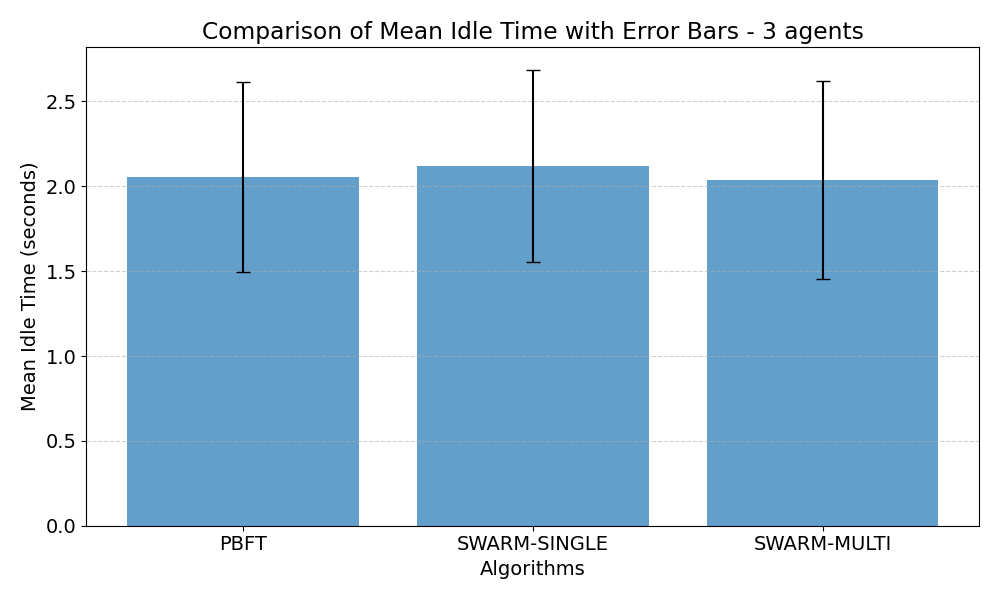 Comparison of Mean Idle Time with Error Bars - 3 agents
Mean Idle Time (seconds)
2.5
2.0
1.5
1.0
0.5
0.0
PBFT
SWARM-SINGLE
SWARM-MULTI
Algorithms